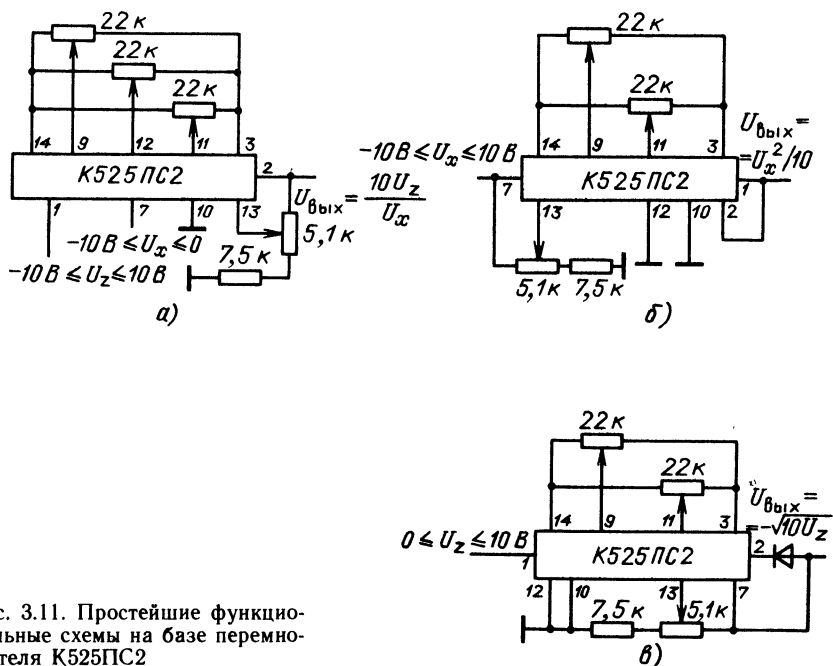 22к
22к
22к
14
9
12
11
3
К525ПС2
2
1
7
10
13
Uвых = 10Uz / Ux
5,1к
-10В≤Ux≤0
7,5к
-10В≤Uz≤10В
а)
22к
22к
14
9
11
3
-10В≤Ux≤10В
7
К525ПС2
1
Uвых =
=Ux²/10
13
12
10
2
5,1к
7,5к
б)
22к
22к
14
9
11
3
Uвых =
=-√10Uz
0≤Uz≤10В
1
К525ПС2
2
12
10
13
7
7,5к
5,1к
в)
с. 3.11. Простейшие функцио-
льные схемы на базе перемно-
теля К525ПС2